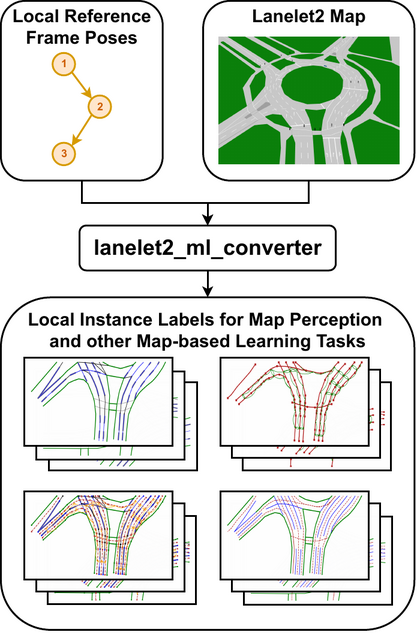 Local Reference
Frame Poses
1
2
3
Lanelet2 Map
lanelet2_ml_converter
Local Instance Labels for Map Perception
and other Map-based Learning Tasks